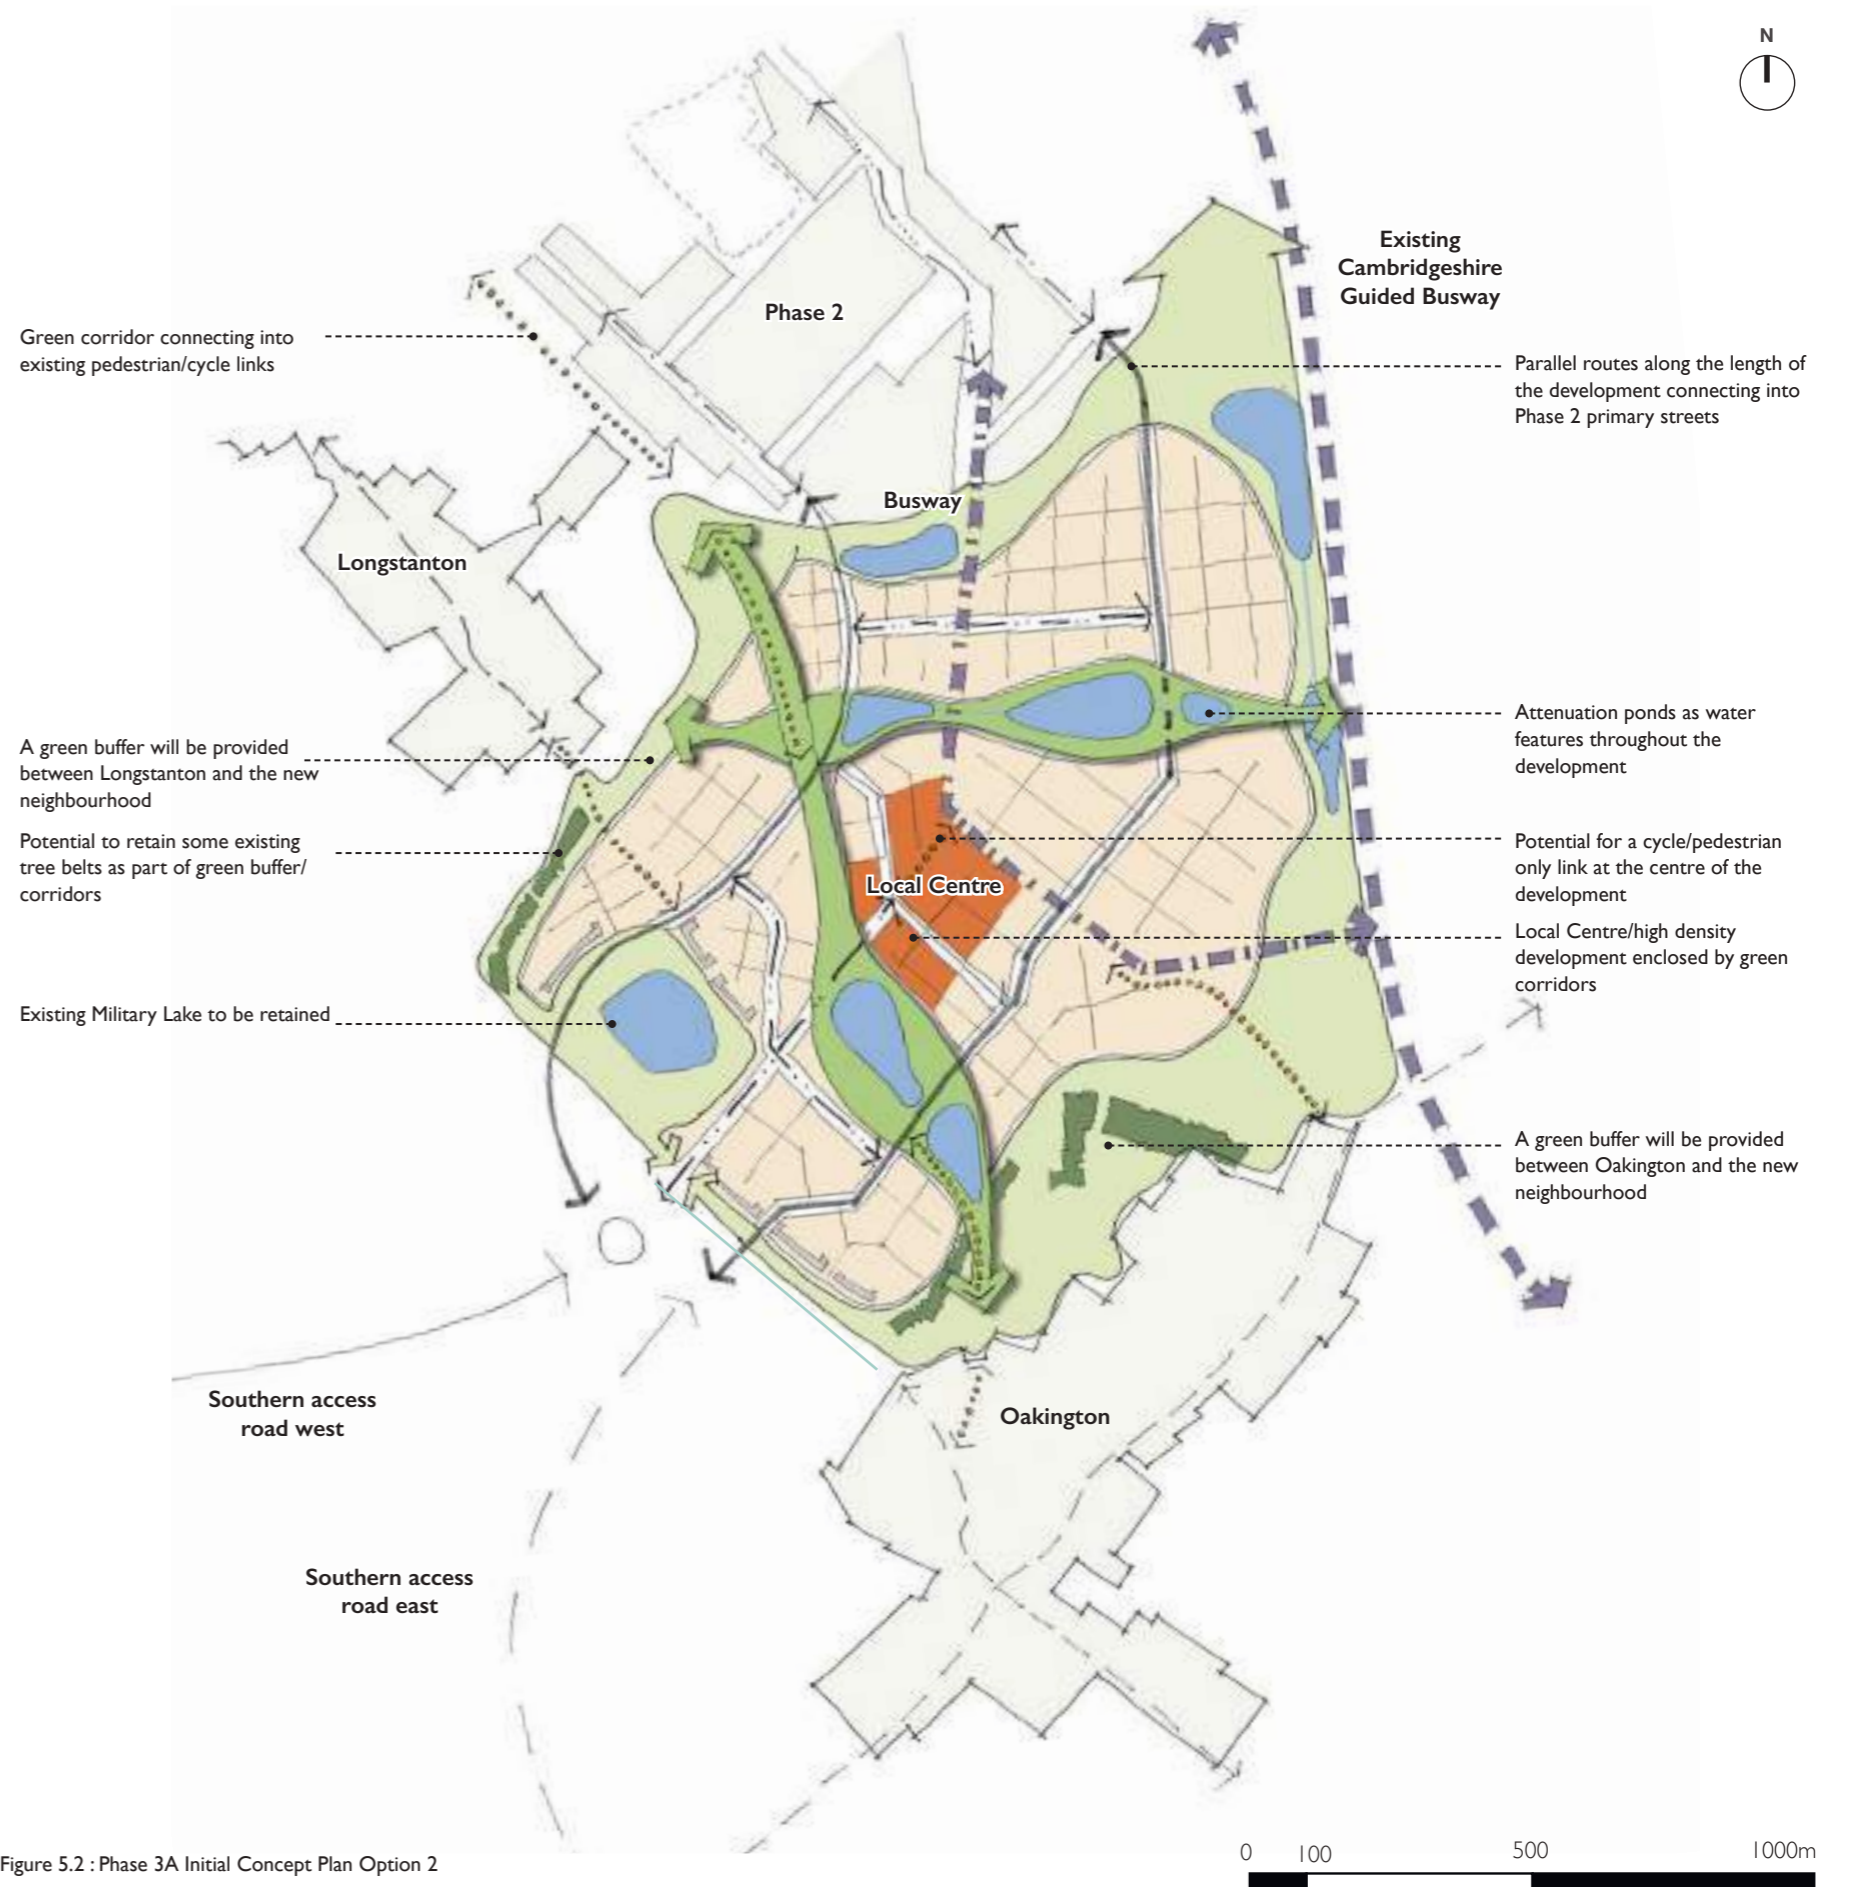 N
Existing
Cambridgeshire
Guided Busway
Phase 2
Green corridor connecting into
existing pedestrian/cycle links
Parallel routes along the length of
the development connecting into
Phase 2 primary streets
Busway
Longstanton
A green buffer will be provided
between Longstanton and the new
neighbourhood
Attenuation ponds as water
features throughout the
development
Potential to retain some existing
tree belts as part of green buffer/
corridors
Potential for a cycle/pedestrian
only link at the centre of the
development
Local Centre
Local Centre/high density
development enclosed by green
corridors
Existing Military Lake to be retained
A green buffer will be provided
between Oakington and the new
neighbourhood
Southern access
road west
Oakington
Southern access
road east
Figure 5.2 : Phase 3A Initial Concept Plan Option 2
0 100 500 1000m